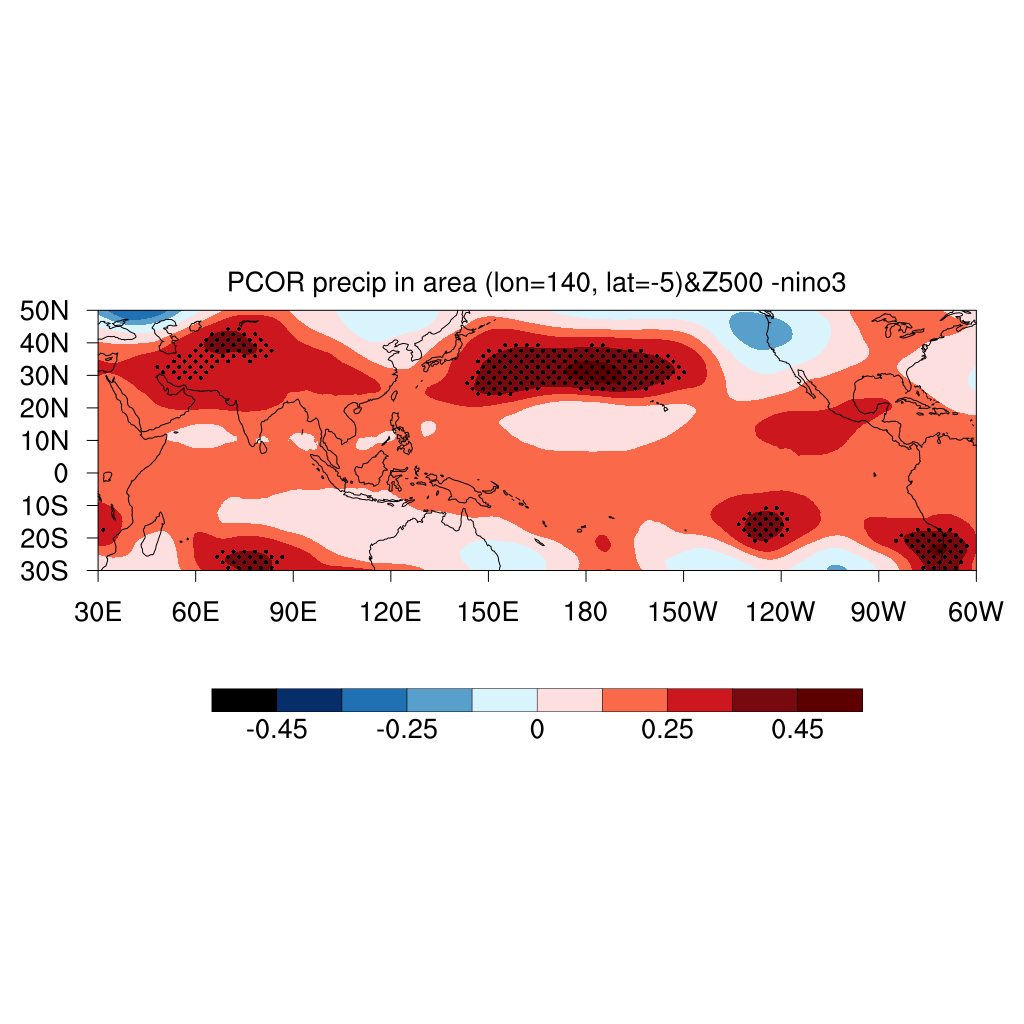 PCOR precip in area (lon=140, lat=-5)&Z500 -nino3
50N
40N
30N
20N
10N
0
10S
20S
30S
30E 60E 90E 120E 150E 180 150W 120W 90W 60W
-0.45 -0.25 0 0.25 0.45